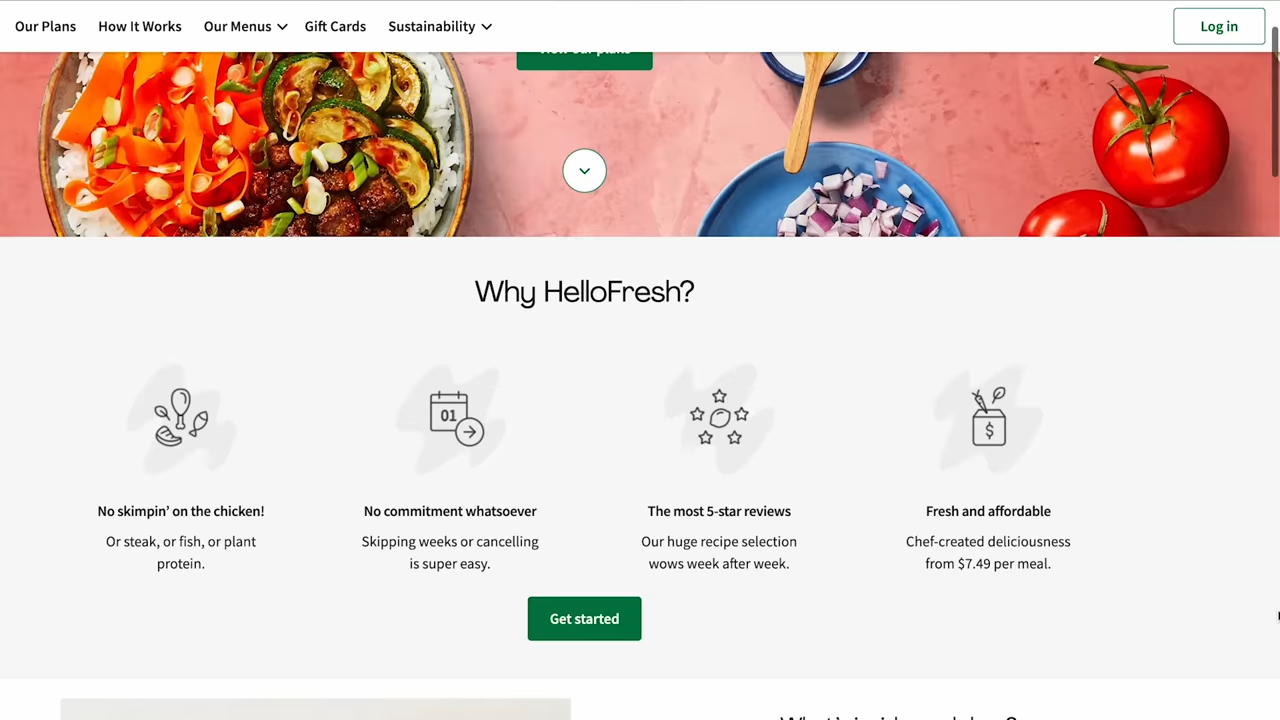 Our Plans How It Works Our Menus Gift Cards Sustainability Log in
Why HelloFresh?
01
$
No skimpin' on the chicken!
Or steak, or fish, or plant
protein.
No commitment whatsoever
Skipping weeks or cancelling
is super easy.
The most 5-star reviews
Our huge recipe selection
wows week after week.
Fresh and affordable
Chef-created deliciousness
from $7.49 per meal.
Get started